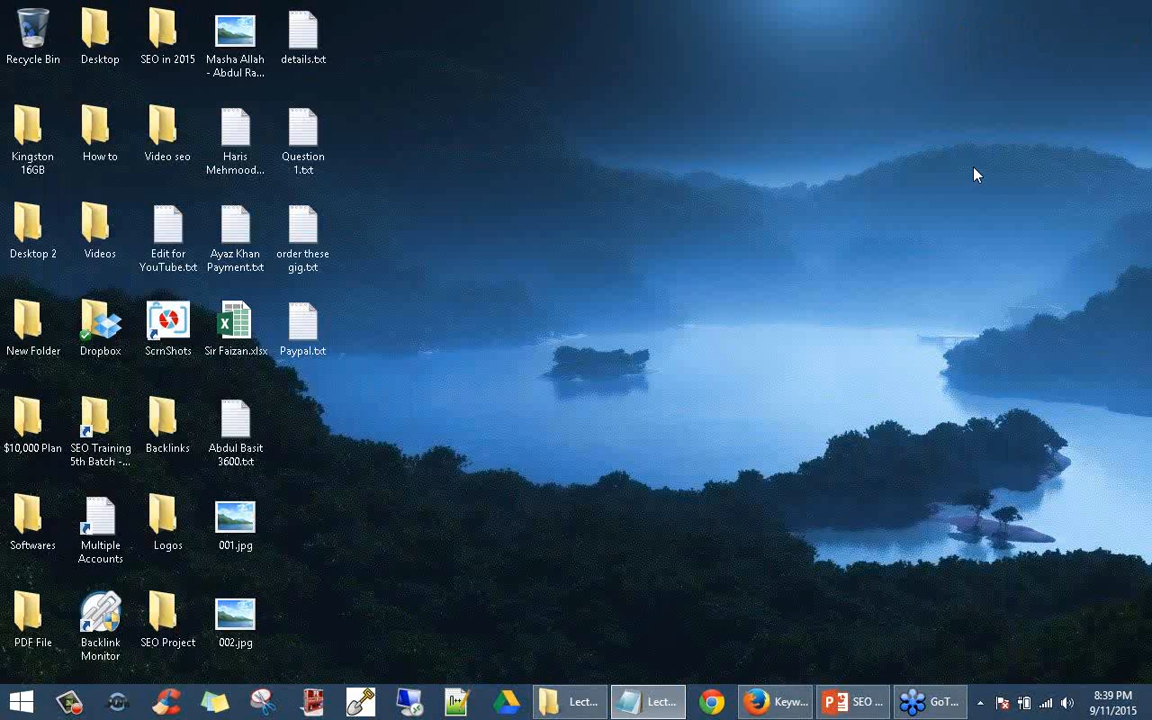 Recycle Bin
Desktop
SEO in 2015
Masha Allah
- Abdul Ra...
details.txt
Kingston
16GB
How to
Video seo
Haris
Mehmood...
Question
1.txt
Desktop 2
Videos
Edit for
YouTube.txt
Ayaz Khan
Payment.txt
order these
gig.txt
New Folder
Dropbox
ScrnShots
Sir Faizan.xlsx
Paypal.txt
$10,000 Plan
SEO Training
5th Batch -...
Backlinks
Abdul Basit
3600.txt
Softwares
Multiple
Accounts
Logos
001.jpg
PDF File
Backlink
Monitor
SEO Project
002.jpg
Lect...
Lect...
Keyw...
SEO ...
GoT...
8:39 PM
9/11/2015